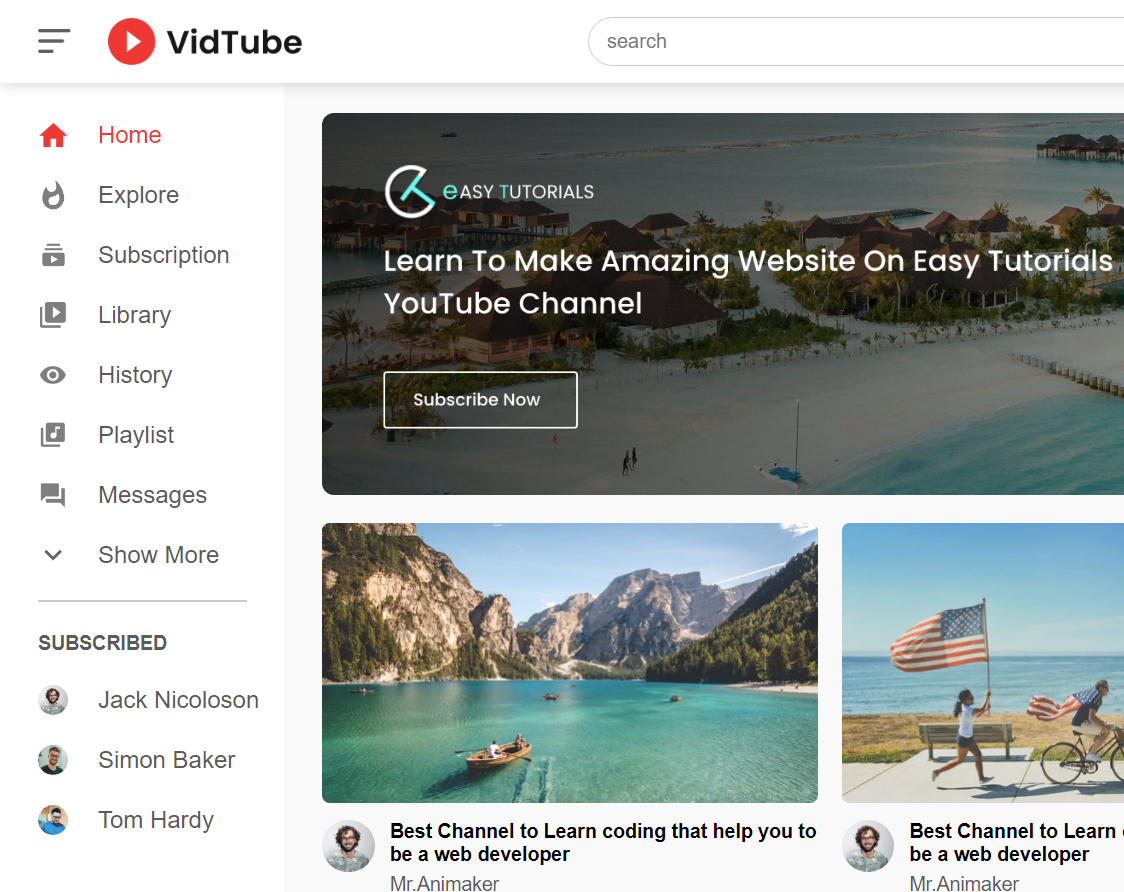 VidTube
search
Home
Explore
Subscription
Library
History
Playlist
Messages
Show More
SUBSCRIBED
Jack Nicoloson
Simon Baker
Tom Hardy
eASY TUTORIALS
Learn To Make Amazing Website On Easy Tutorials
YouTube Channel
Subscribe Now
Best Channel to Learn coding that help you to
be a web developer
Mr.Animaker
Best Channel to Learn
be a web developer
Mr.Animaker